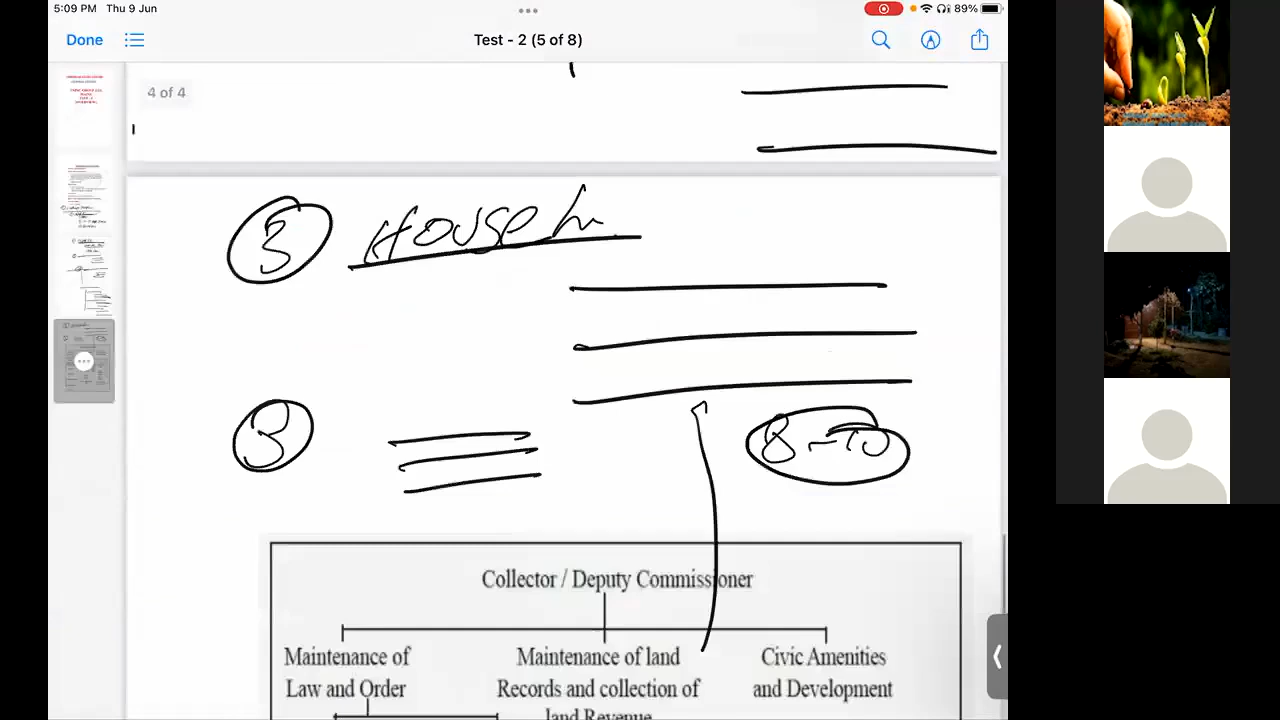 5:09 PM Thu 9 Jun
89%
Done
Test - 2 (5 of 8)
4 of 4
3
3
8-10
Collector / Deputy Commissioner
Maintenance of
Law and Order
Maintenance of land
Records and collection of
land Revenue
Civic Amenities
and Development